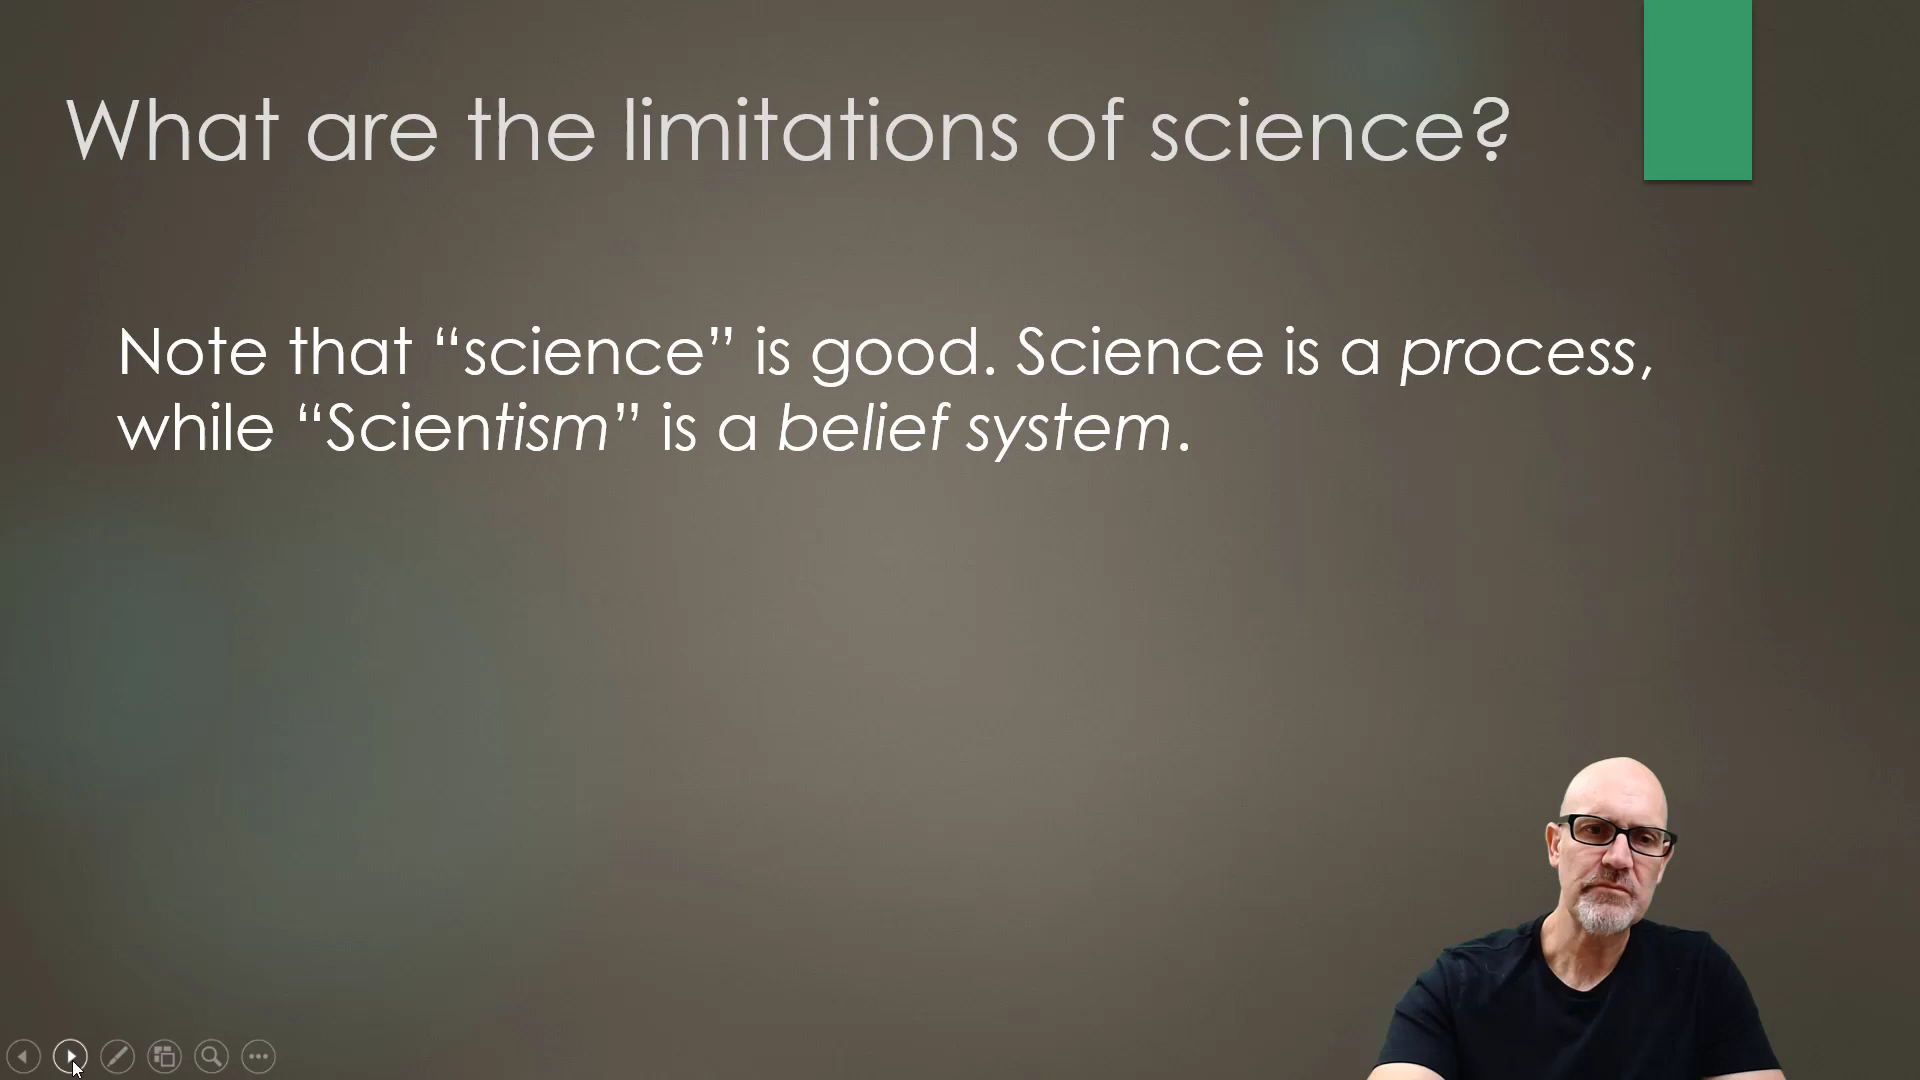 What are the limitations of science?
Note that “science” is good. Science is a process,
while “Scientism” is a belief system.